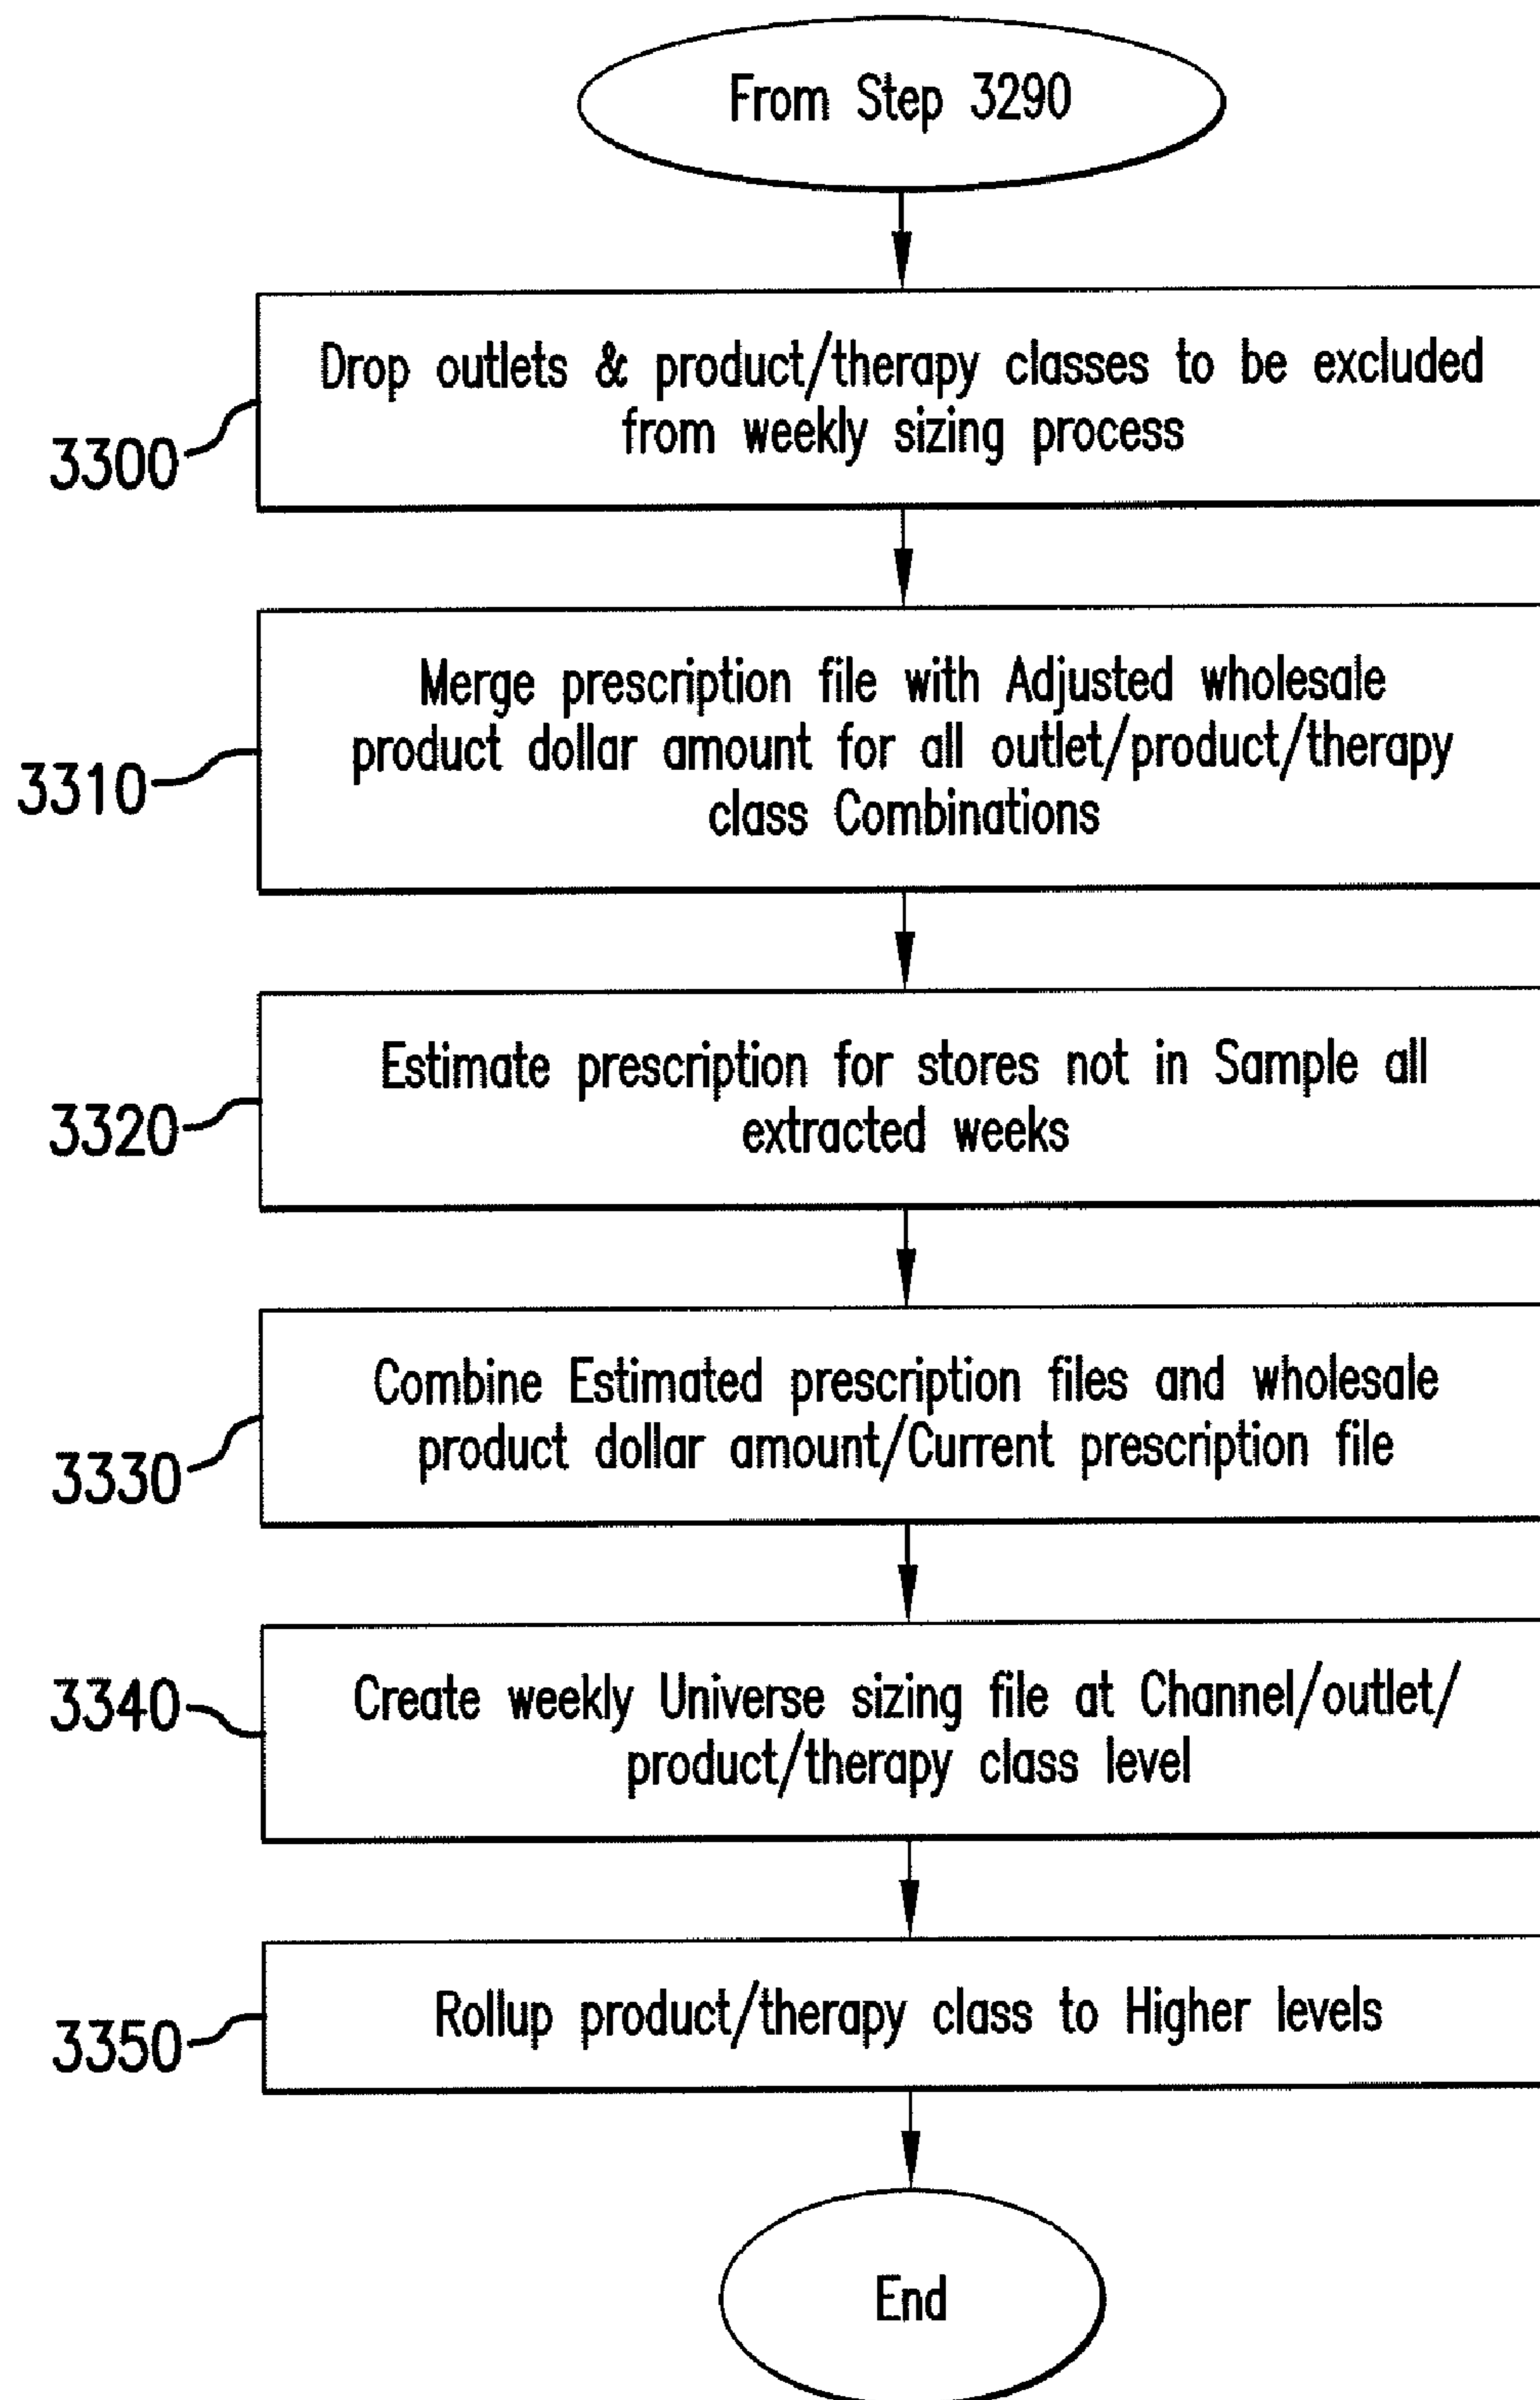 From Step 3290
Drop outlets & product/therapy classes to be excluded
from weekly sizing process
3300
Merge prescription file with Adjusted wholesale
product dollar amount for all outlet/product/therapy
class Combinations
3310
Estimate prescription for stores not in Sample all
extracted weeks
3320
Combine Estimated prescription files and wholesale
product dollar amount/Current prescription file
3330
Create weekly Universe sizing file at Channel/outlet/
product/therapy class level
3340
Rollup product/therapy class to Higher levels
3350
End